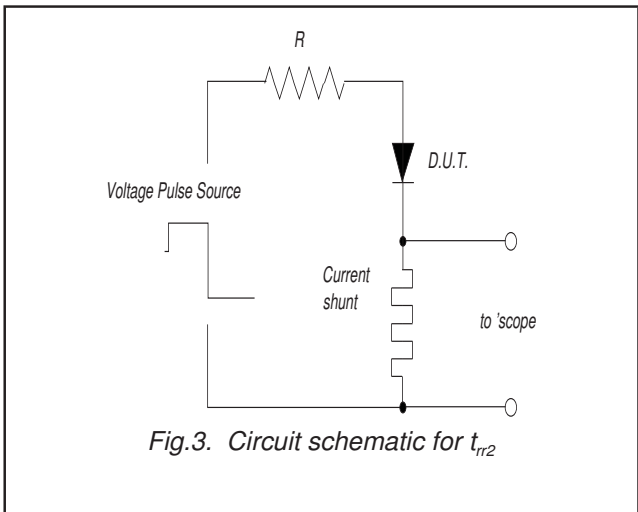 R
D.U.T.
Voltage Pulse Source
Current
shunt
to 'scope
Fig.3. Circuit schematic for trr2